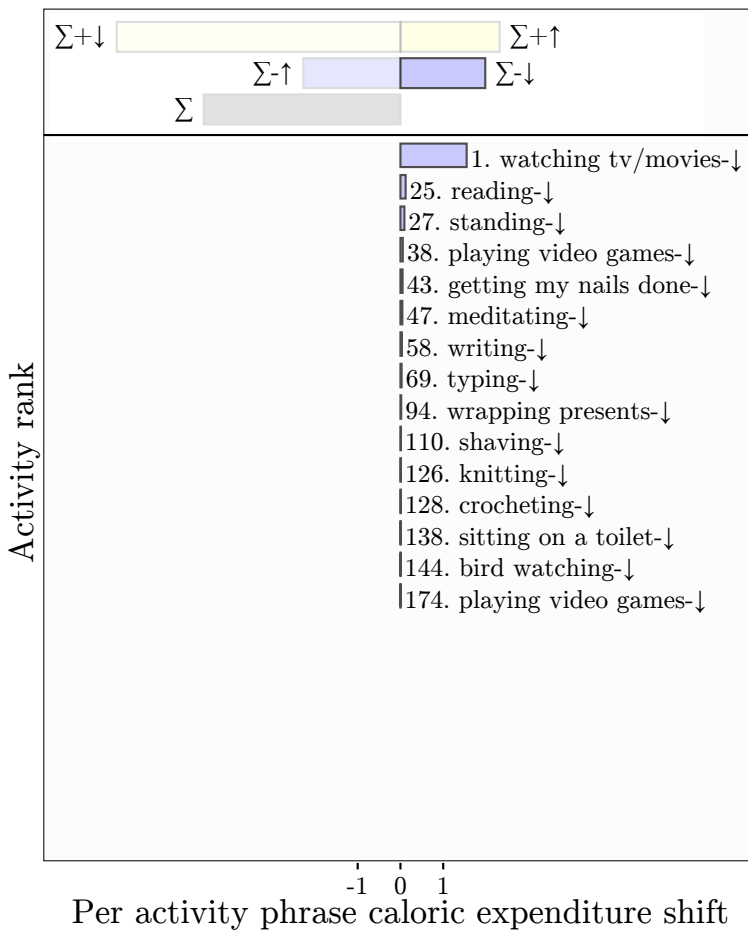 ∑+↓ ∑+↑
∑-↑ ∑-↓
∑
1. watching tv/movies-↓
25. reading-↓
27. standing-↓
38. playing video games-↓
43. getting my nails done-↓
47. meditating-↓
58. writing-↓
69. typing-↓
94. wrapping presents-↓
110. shaving-↓
126. knitting-↓
128. crocheting-↓
138. sitting on a toilet-↓
144. bird watching-↓
174. playing video games-↓
Activity rank
-1 0 1
Per activity phrase caloric expenditure shift